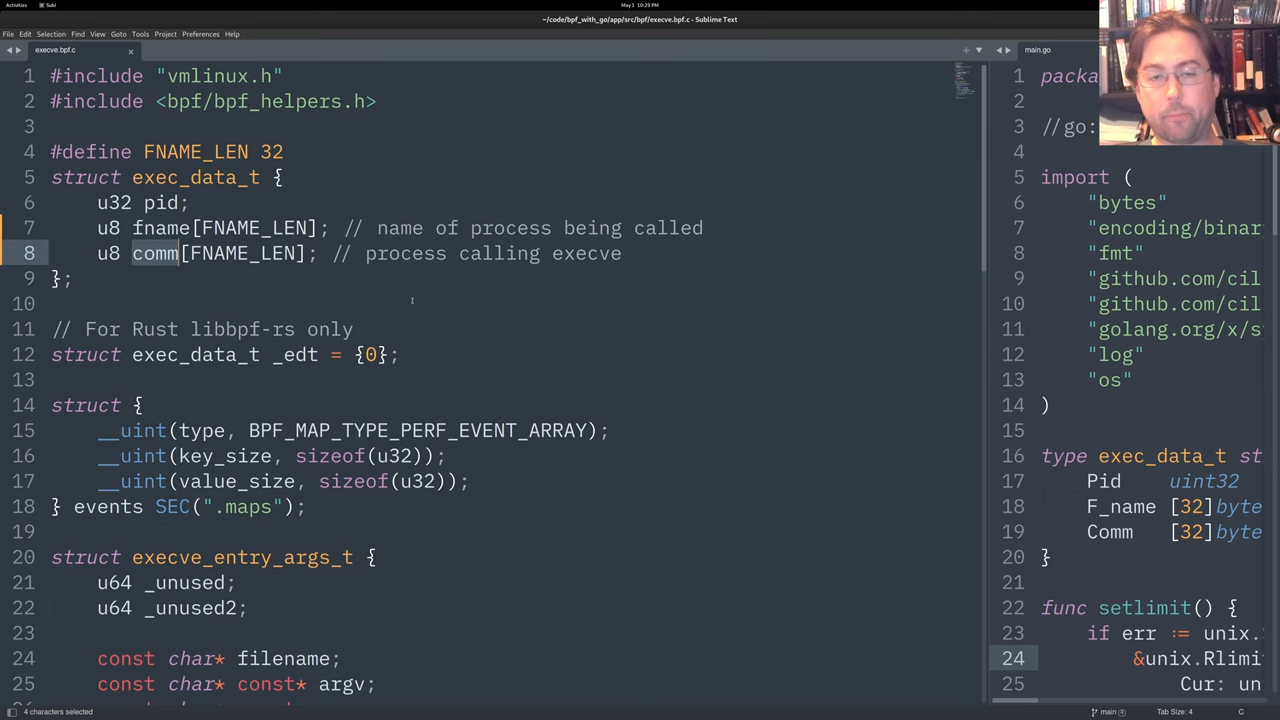 Activities
Subl
May 1 10:29 PM
~/code/bpf_with_go/app/src/bpf/execve.bpf.c - Sublime Text
File Edit Selection Find View Goto Tools Project Preferences Help
execve.bpf.c
1 #include "vmlinux.h"
2 #include <bpf/bpf_helpers.h>
3
4 #define FNAME_LEN 32
5 struct exec_data_t {
6 u32 pid;
7 u8 fname[FNAME_LEN]; // name of process being called
8 u8 comm[FNAME_LEN]; // process calling execve
9 };
10
11 // For Rust libbpf-rs only
12 struct exec_data_t _edt = {0};
13
14 struct {
15 __uint(type, BPF_MAP_TYPE_PERF_EVENT_ARRAY);
16 __uint(key_size, sizeof(u32));
17 __uint(value_size, sizeof(u32));
18 } events SEC(".maps");
19
20 struct execve_entry_args_t {
21 u64 _unused;
22 u64 _unused2;
23
24 const char* filename;
25 const char* const* argv;
main.go
1 packa
2
3 //go:
4
5 import (
6 "bytes"
7 "encoding/binar
8 "fmt"
9 "github.com/cil
10 "github.com/cil
11 "golang.org/x/s
12 "log"
13 "os"
14 )
15
16 type exec_data_t st
17 Pid uint32
18 F_name [32]byte
19 Comm [32]byte
20 }
21
22 func setlimit() {
23 if err := unix.
24 &unix.Rlimi
25 Cur: un
4 characters selected
main
Tab Size: 4
C